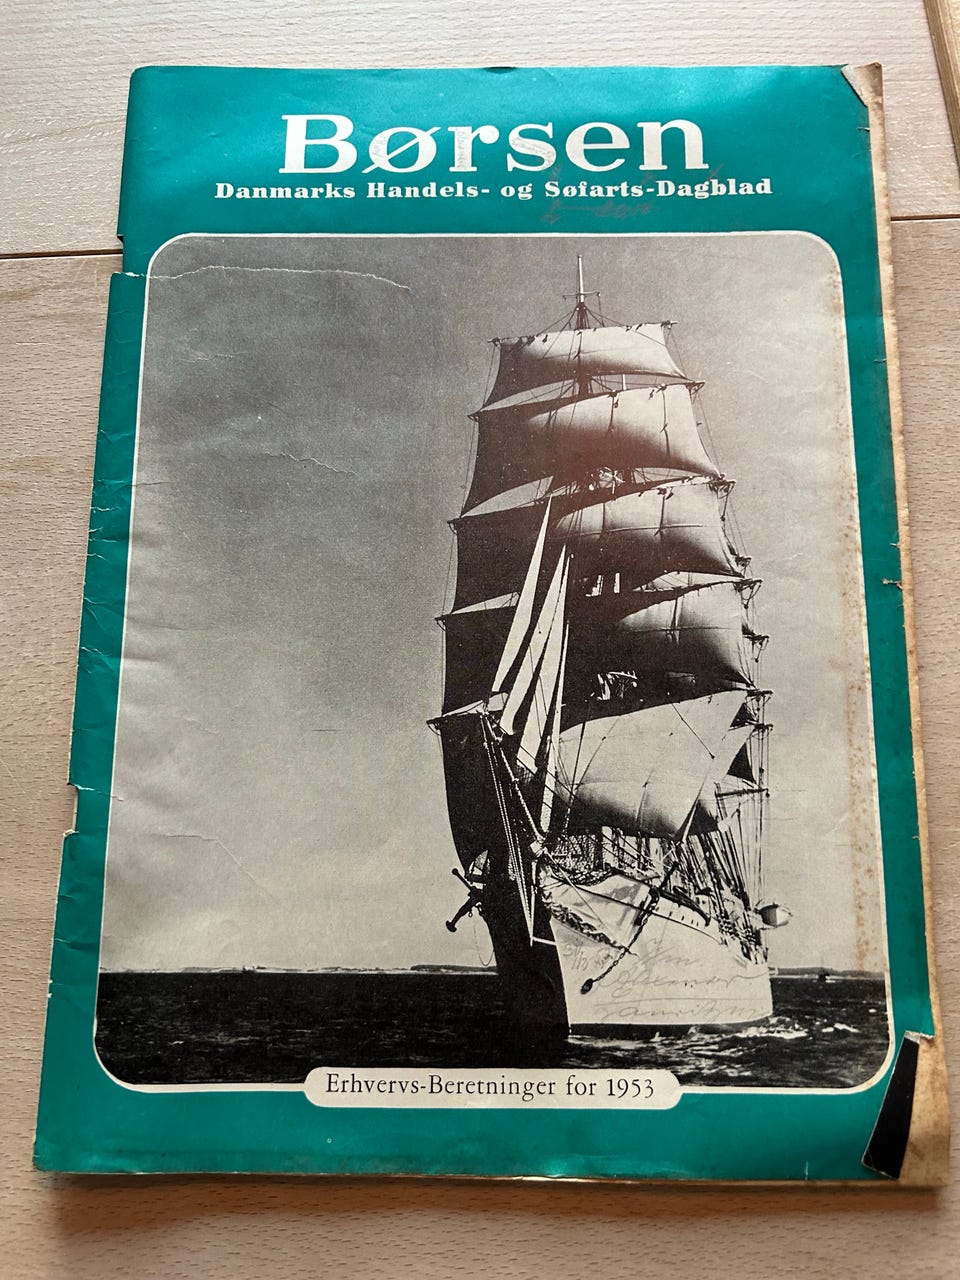 Børsen
Danmarks Handels- og Søfarts-Dagblad
Erhvervs-Beretninger for 1953